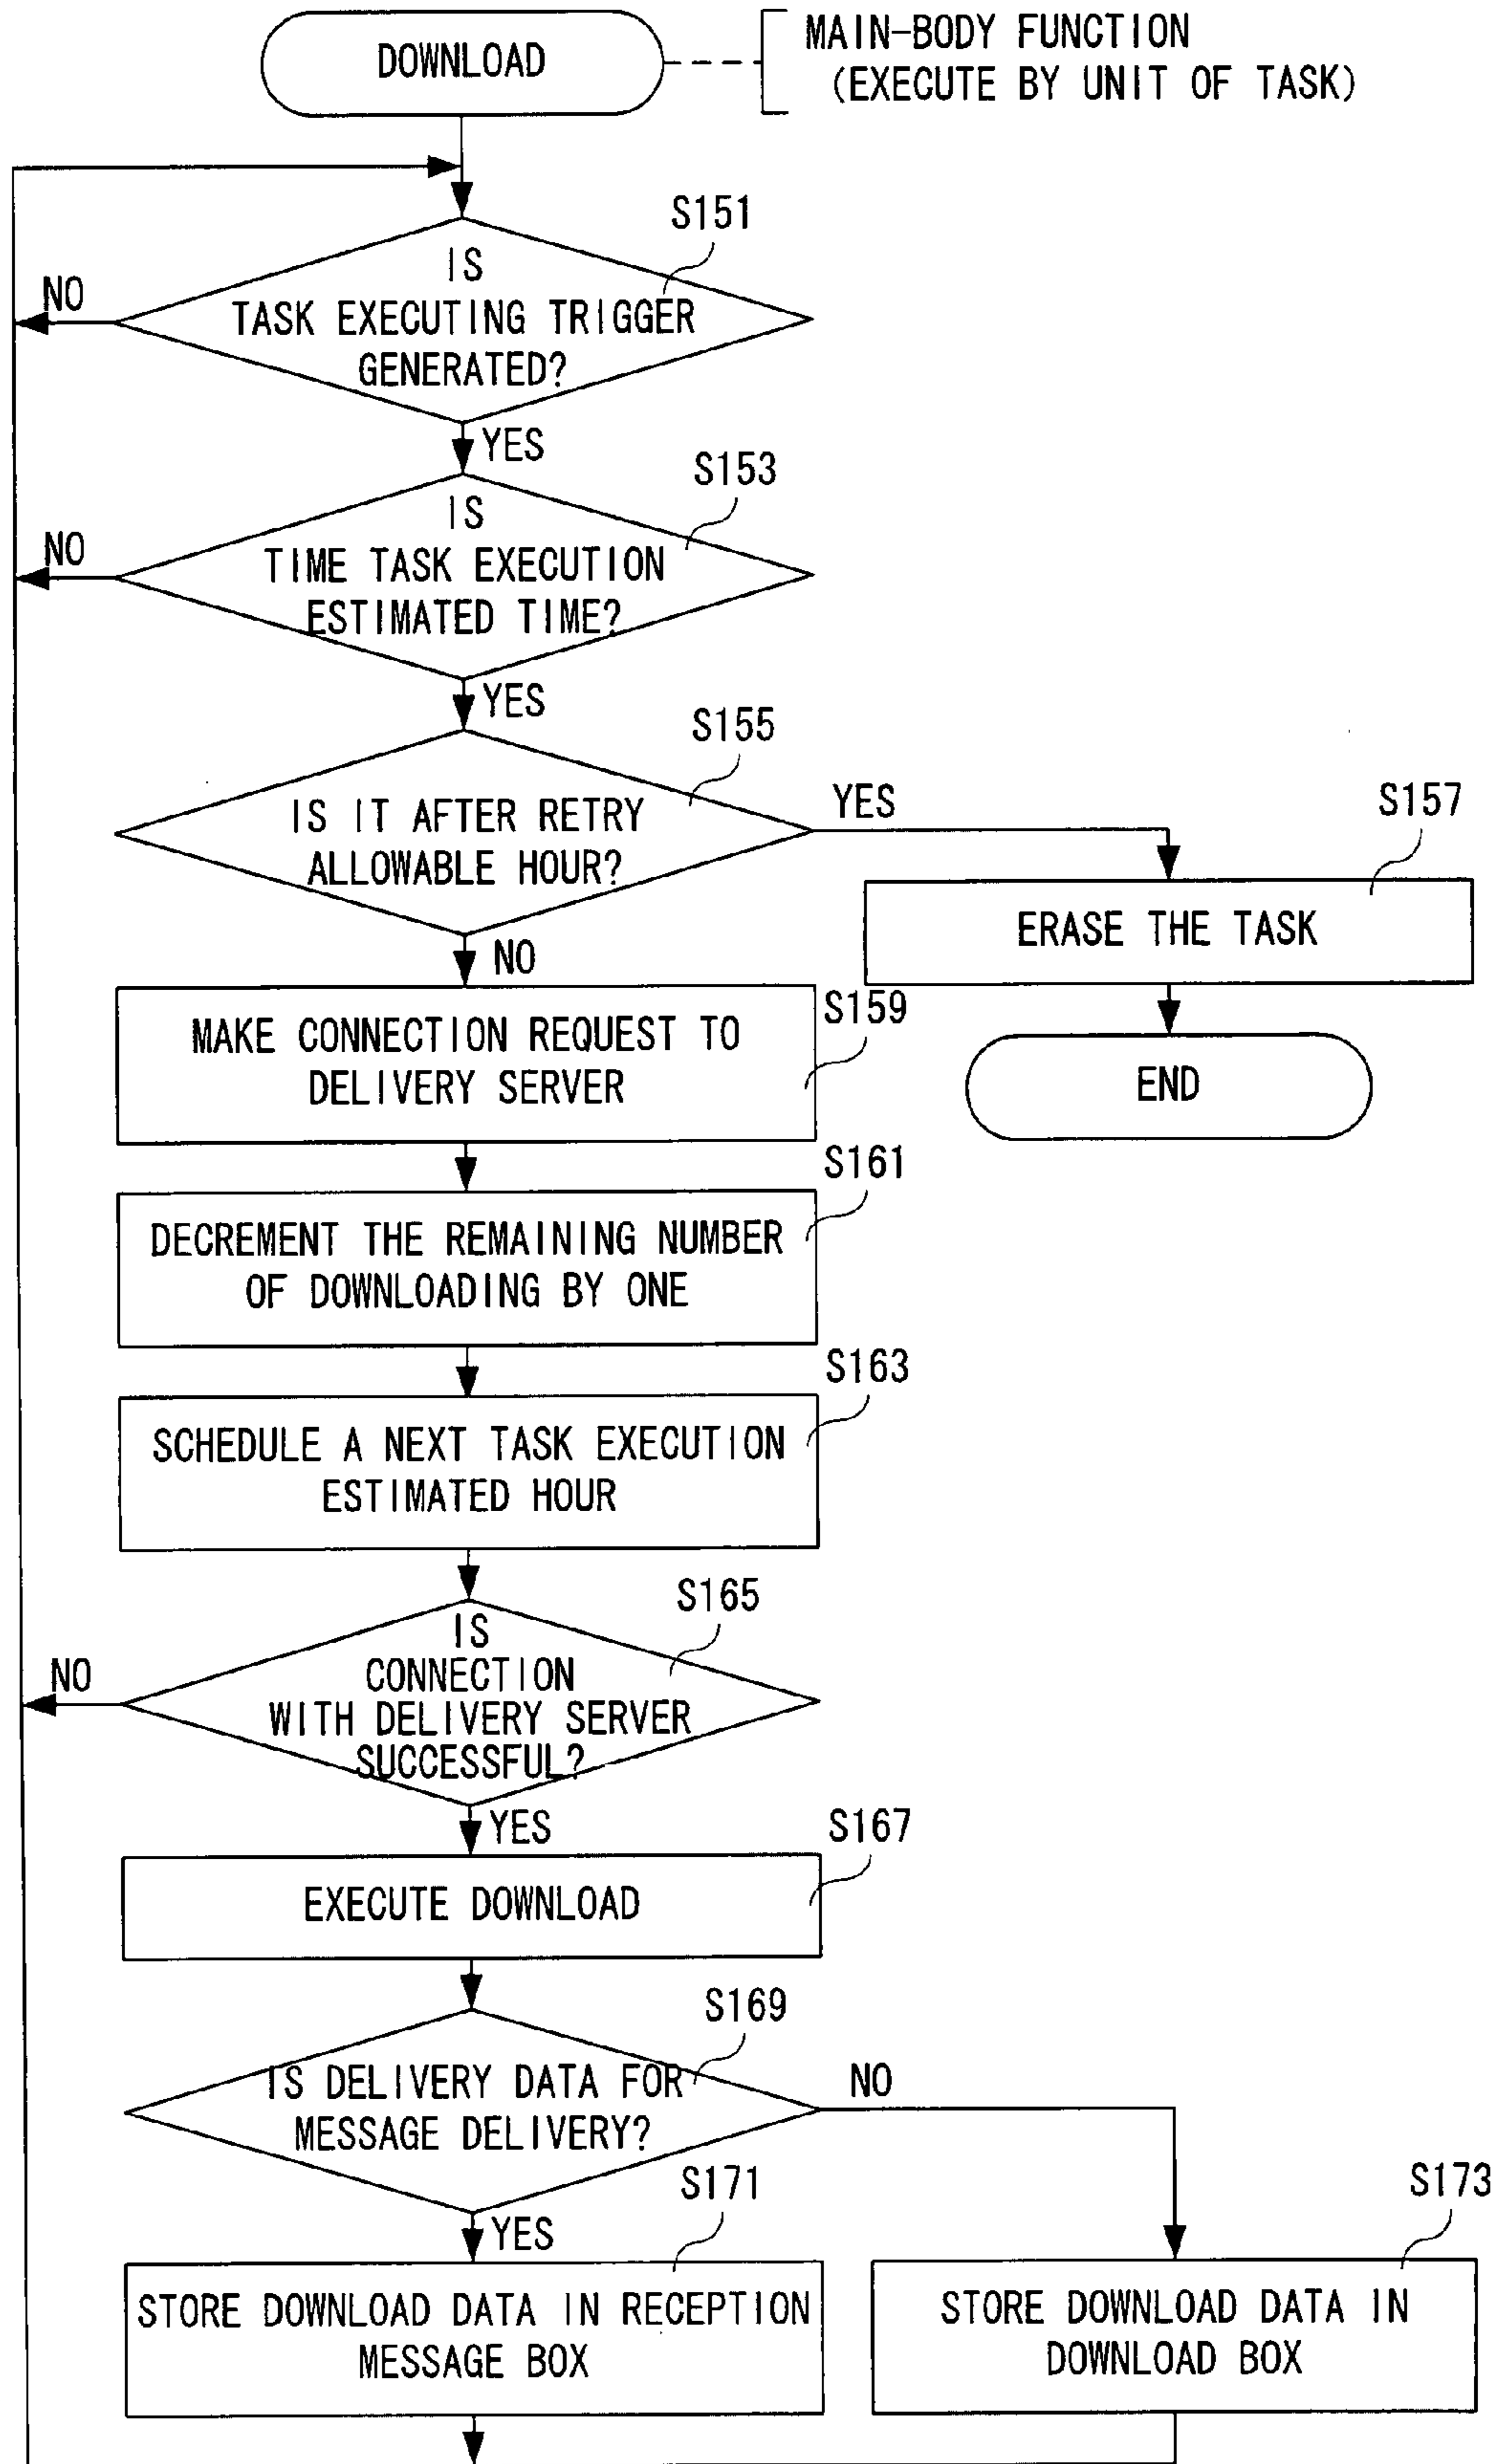 DOWNLOAD
MAIN-BODY FUNCTION
(EXECUTE BY UNIT OF TASK)
S151
IS
TASK EXECUTING TRIGGER
GENERATED?
NO
YES
S153
IS
TIME TASK EXECUTION
ESTIMATED TIME?
NO
YES
S155
IS IT AFTER RETRY
ALLOWABLE HOUR?
YES
S157
ERASE THE TASK
END
NO
S159
MAKE CONNECTION REQUEST TO
DELIVERY SERVER
S161
DECREMENT THE REMAINING NUMBER
OF DOWNLOADING BY ONE
S163
SCHEDULE A NEXT TASK EXECUTION
ESTIMATED HOUR
S165
IS
CONNECTION
WITH DELIVERY SERVER
SUCCESSFUL?
NO
YES
S167
EXECUTE DOWNLOAD
S169
IS DELIVERY DATA FOR
MESSAGE DELIVERY?
NO
YES
S171
STORE DOWNLOAD DATA IN RECEPTION
MESSAGE BOX
S173
STORE DOWNLOAD DATA IN
DOWNLOAD BOX